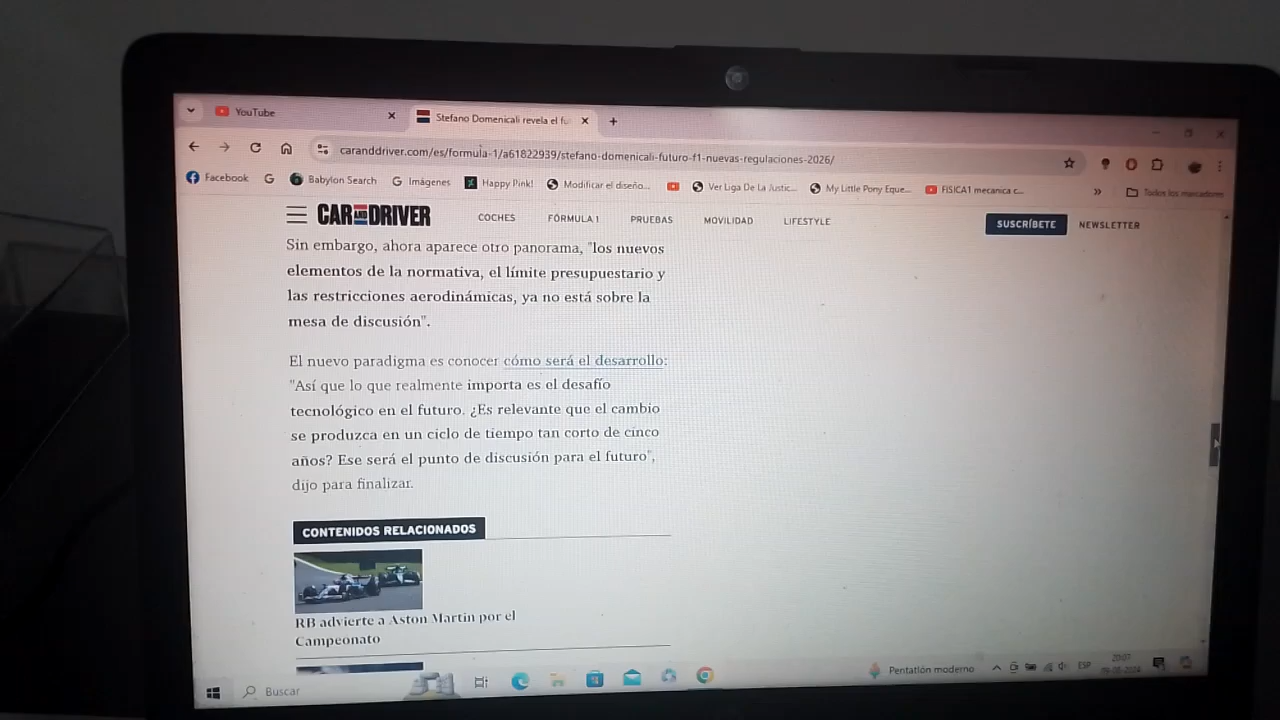 YouTube
Stefano Domenicali revela el fu
caranddriver.com/es/formula-1/a61822939/stefano-domenicali-futuro-f1-nuevas-regulaciones-2026/
Facebook
Babylon Search
Imágenes
Happy Pink!
Modificar el diseño...
Ver Liga De La Justic...
My Little Pony Eque...
FISICA1 mecanica c...
Todos los marcadores
CAR AND DRIVER
COCHES
FÓRMULA 1
PRUEBAS
MOVILIDAD
LIFESTYLE
SUSCRÍBETE
NEWSLETTER
Sin embargo, ahora aparece otro panorama, "los nuevos
elementos de la normativa, el límite presupuestario y
las restricciones aerodinámicas, ya no está sobre la
mesa de discusión".
El nuevo paradigma es conocer cómo será el desarrollo:
"Así que lo que realmente importa es el desafío
tecnológico en el futuro. ¿Es relevante que el cambio
se produzca en un ciclo de tiempo tan corto de cinco
años? Ese será el punto de discusión para el futuro",
dijo para finalizar.
CONTENIDOS RELACIONADOS
RB advierte a Aston Martin por el
Campeonato
Buscar
Pentatlón moderno
ESP
20:07